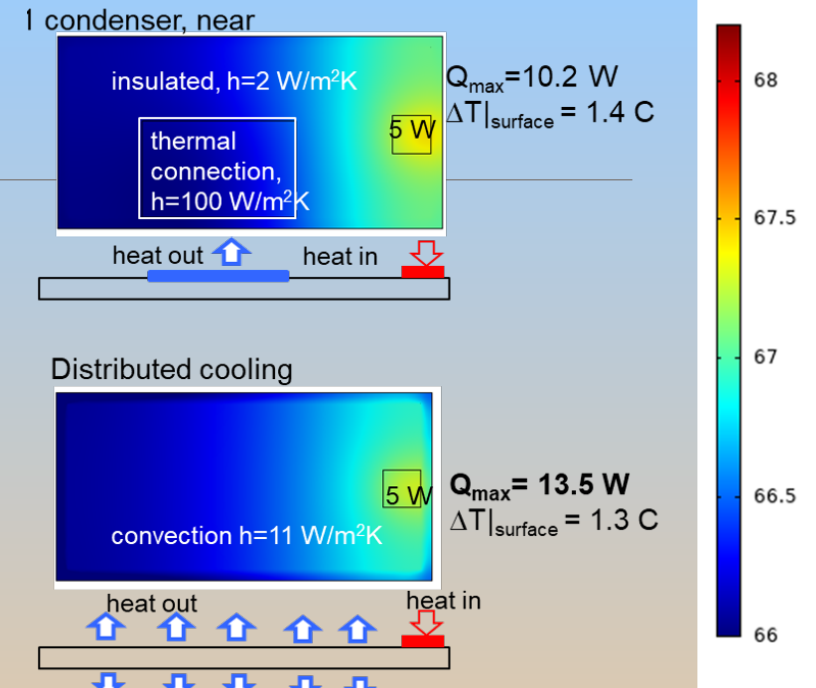 1 condenser, near
insulated, h=2 W/m²K
5 W
thermal
connection,
h=100 W/m²K
Qmax=10.2 W
ΔT|surface = 1.4 C
heat out
heat in
Distributed cooling
5 W
convection h=11 W/m²K
Qmax= 13.5 W
ΔT|surface = 1.3 C
heat out
heat in
68
67.5
67
66.5
66